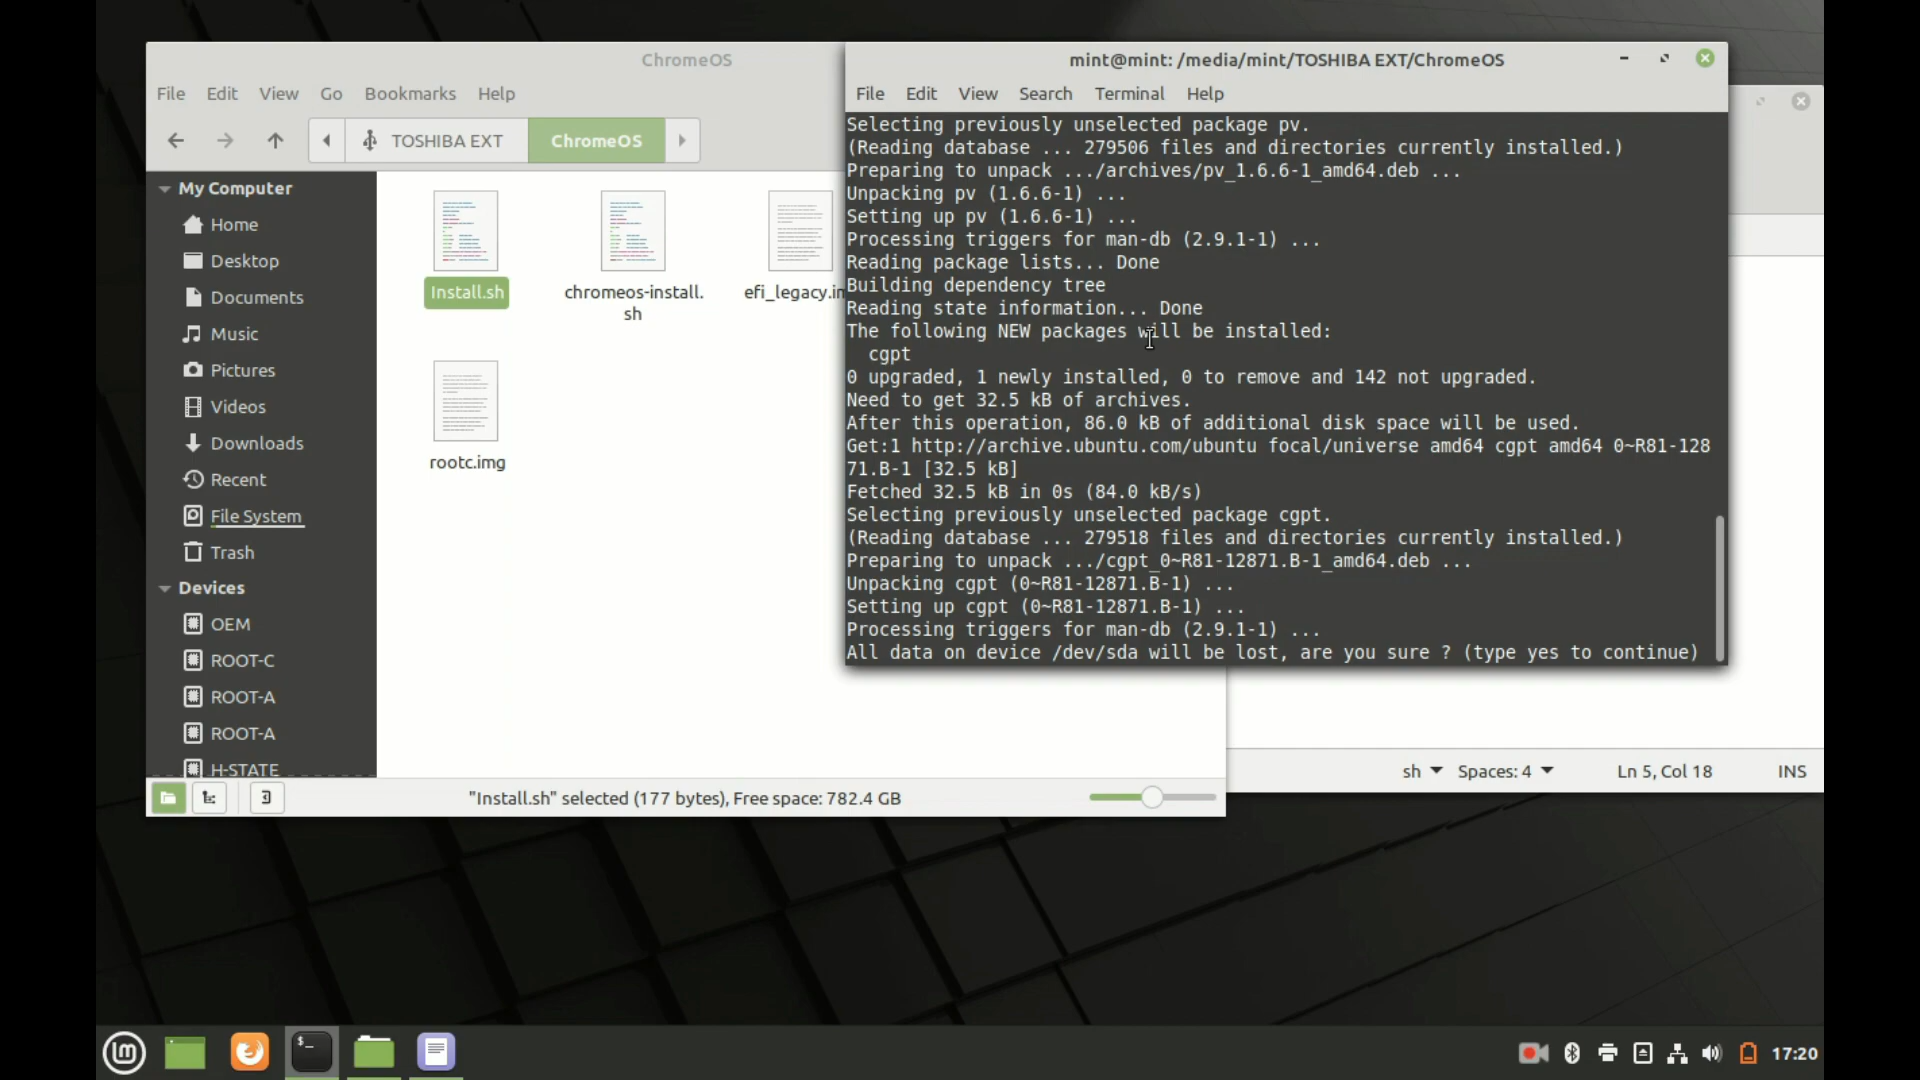 ChromeOS
File Edit View Go Bookmarks Help
TOSHIBA EXT
ChromeOS
My Computer
Home
Desktop
Documents
Music
Pictures
Videos
Downloads
Recent
File System
Trash
Devices
OEM
ROOT-C
ROOT-A
ROOT-A
H-STATE
Install.sh
chromeos-install.
sh
efi_legacy.im
rootc.img
"Install.sh" selected (177 bytes), Free space: 782.4 GB
mint@mint: /media/mint/TOSHIBA EXT/ChromeOS
File Edit View Search Terminal Help
Selecting previously unselected package pv.
(Reading database ... 279506 files and directories currently installed.)
Preparing to unpack .../archives/pv_1.6.6-1_amd64.deb ...
Unpacking pv (1.6.6-1) ...
Setting up pv (1.6.6-1) ...
Processing triggers for man-db (2.9.1-1) ...
Reading package lists... Done
Building dependency tree
Reading state information... Done
The following NEW packages will be installed:
cgpt
0 upgraded, 1 newly installed, 0 to remove and 142 not upgraded.
Need to get 32.5 kB of archives.
After this operation, 86.0 kB of additional disk space will be used.
Get:1 http://archive.ubuntu.com/ubuntu focal/universe amd64 cgpt amd64 0~R81-128
71.B-1 [32.5 kB]
Fetched 32.5 kB in 0s (84.0 kB/s)
Selecting previously unselected package cgpt.
(Reading database ... 279518 files and directories currently installed.)
Preparing to unpack .../cgpt_0~R81-12871.B-1_amd64.deb ...
Unpacking cgpt (0~R81-12871.B-1) ...
Setting up cgpt (0~R81-12871.B-1) ...
Processing triggers for man-db (2.9.1-1) ...
All data on device /dev/sda will be lost, are you sure ? (type yes to continue)
sh Spaces: 4 Ln 5, Col 18 INS
17:20